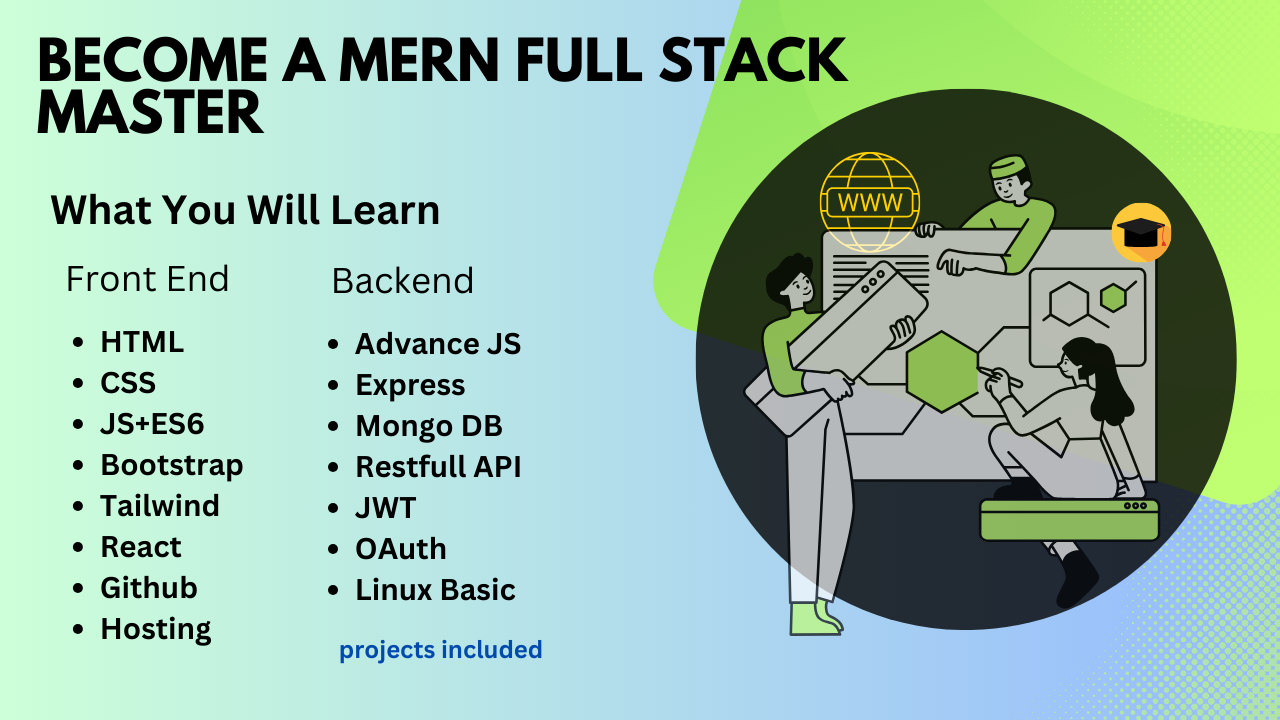 BECOME A MERN FULL STACK
MASTER
What You Will Learn
Front End
HTML
CSS
JS+ES6
Bootstrap
Tailwind
React
Github
Hosting
Backend
Advance JS
Express
Mongo DB
Restfull API
JWT
OAuth
Linux Basic
projects included
WWW